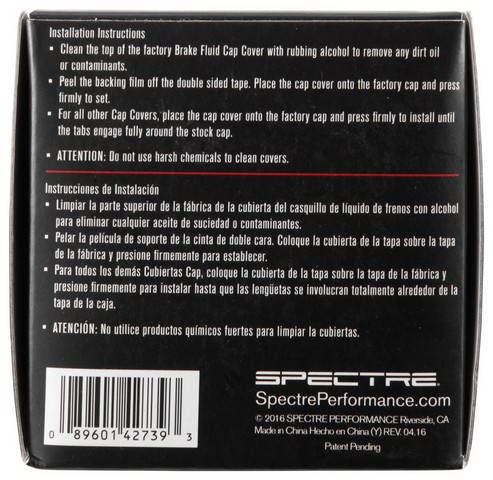 Installation Instructions
▪ Clean the top of the factory Brake Fluid Cap Cover with rubbing alcohol to remove any dirt oil
or contaminants.
▪ Peel the backing film off the double sided tape. Place the cap cover onto the factory cap and press
firmly to set.
▪ For all other Cap Covers, place the cap cover onto the factory cap and press firmly to install until
the tabs engage fully around the stock cap.
▪ ATTENTION: Do not use harsh chemicals to clean covers.
Instrucciones de Instalación
▪ Limpiar la parte superior de la fábrica de la cubierta del casquillo de líquido de frenos con alcohol
para eliminar cualquier aceite de suciedad o contaminantes.
▪ Pelar la película de soporte de la cinta de doble cara. Coloque la cubierta de la tapa sobre la tapa
de la fábrica y presione firmemente para establecer.
▪ Para todos los demás Cubiertas Cap, coloque la cubierta de la tapa sobre la tapa de la fábrica y
presione firmemente para instalar hasta que las lengüetas se involucran totalmente alrededor de la
tapa de la caja.
▪ ATENCIÓN: No utilice productos químicos fuertes para limpiar la cubiertas.
SPECTRE
SpectrePerformance.com
© 2016 SPECTRE PERFORMANCE Riverside, CA
Made in China Hecho en China (Y) REV. 04.16
Patent Pending
0 89601 42739 3